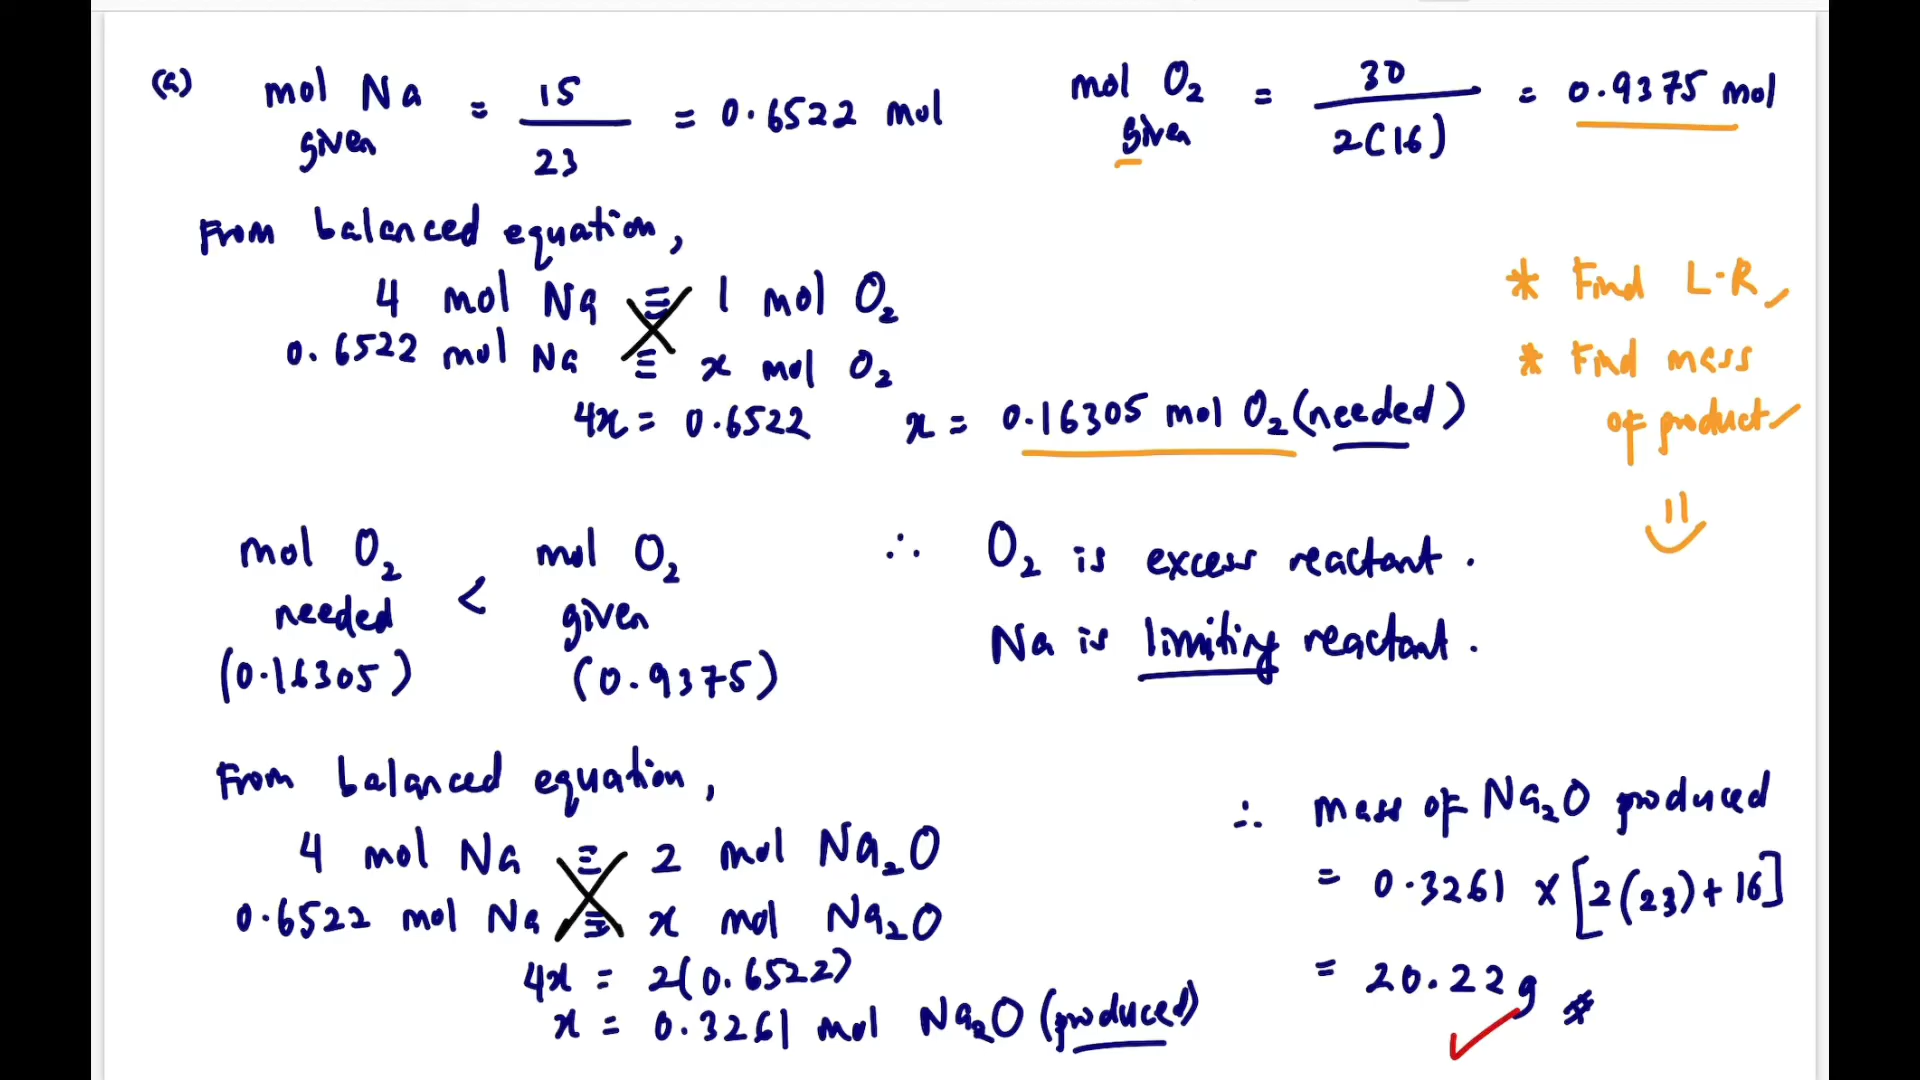 (a) mol Na given = 15/23 = 0.6522 mol
mol O₂ given = 30/2(16) = 0.9375 mol
From balanced equation,
4 mol Na ≡ 1 mol O₂
0.6522 mol Na ≡ x mol O₂
4x = 0.6522 x = 0.16305 mol O₂ (needed)
* Find L.R
* Find mass
of product
mol O₂ needed (0.16305) < mol O₂ given (0.9375)
∴ O₂ is excess reactant.
Na is limiting reactant.
From balanced equation,
4 mol Na ≡ 2 mol Na₂O
0.6522 mol Na ≡ x mol Na₂O
4x = 2(0.6522)
x = 0.3261 mol Na₂O (produced)
∴ mass of Na₂O produced
= 0.3261 x [2(23)+16]
= 20.22g *